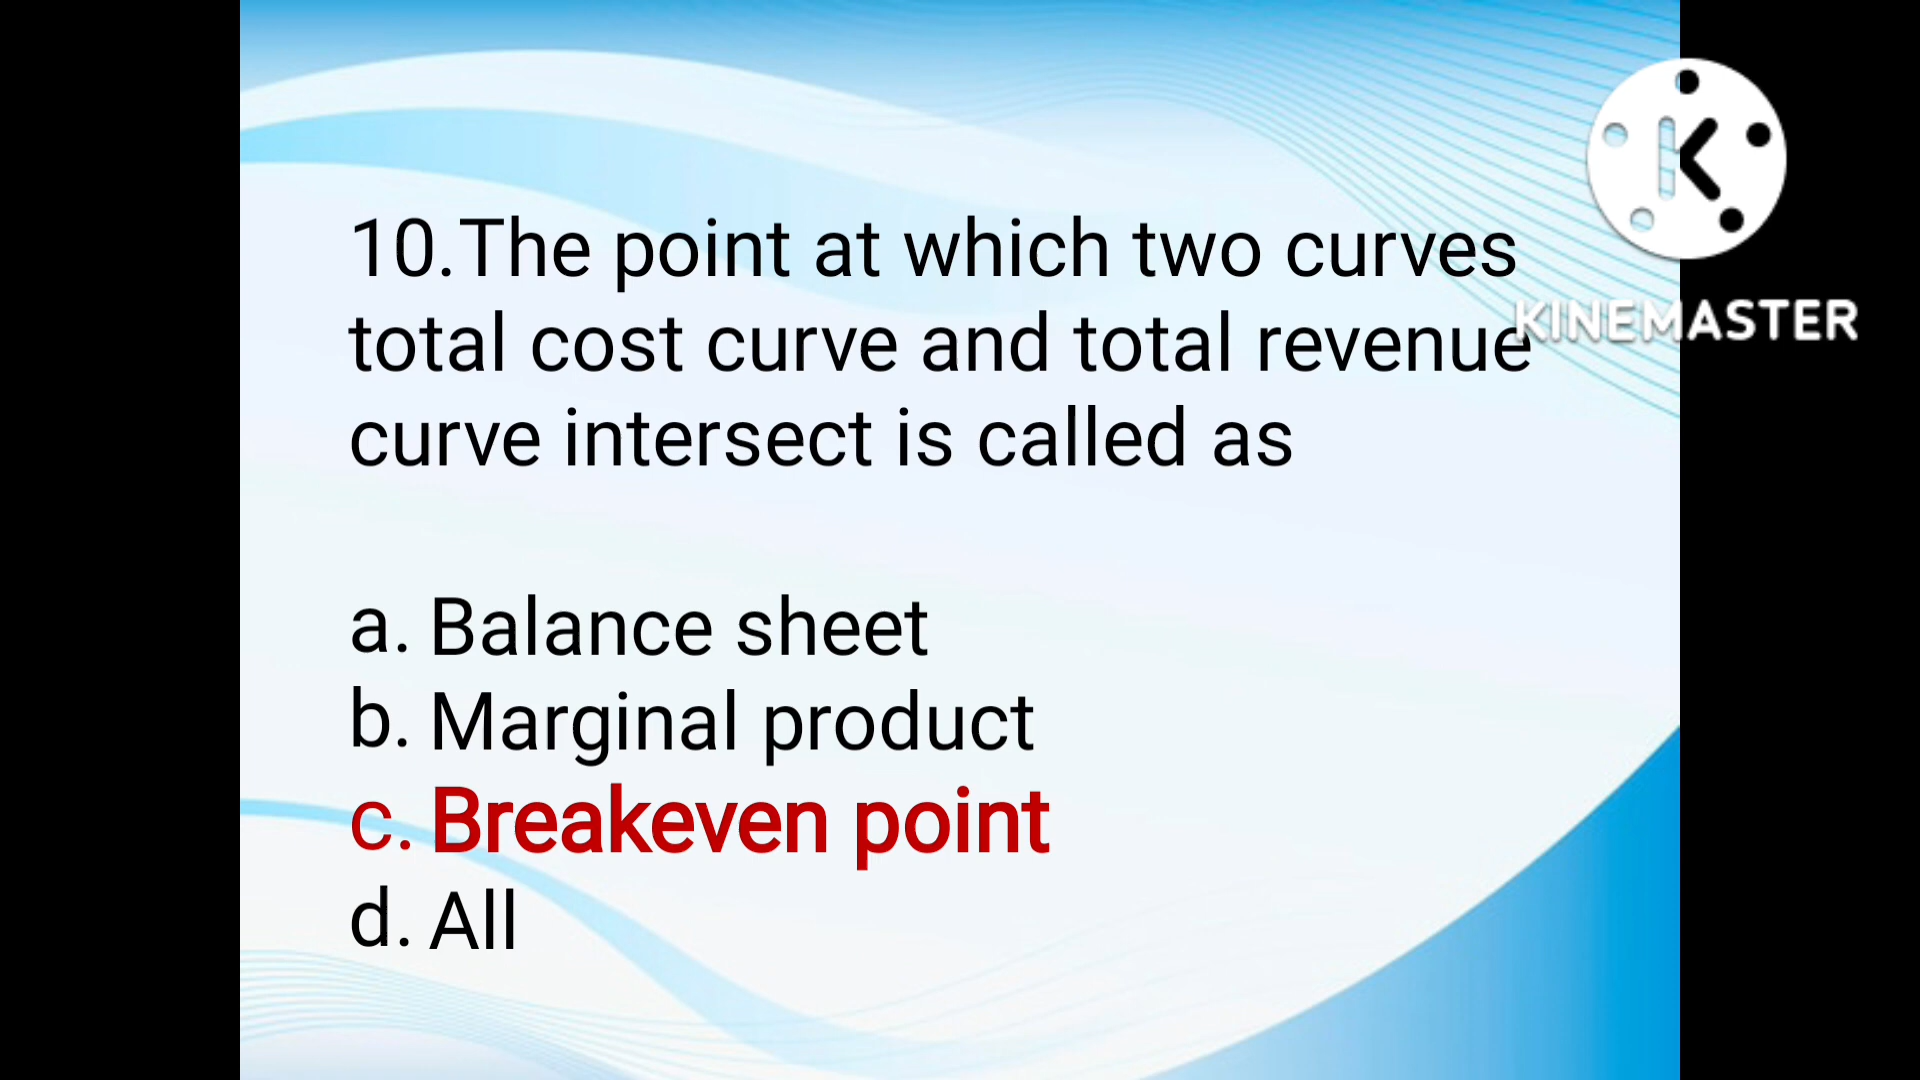 10.The point at which two curves
total cost curve and total revenue
curve intersect is called as
a. Balance sheet
b. Marginal product
c. Breakeven point
d. All
K
KINEMASTER